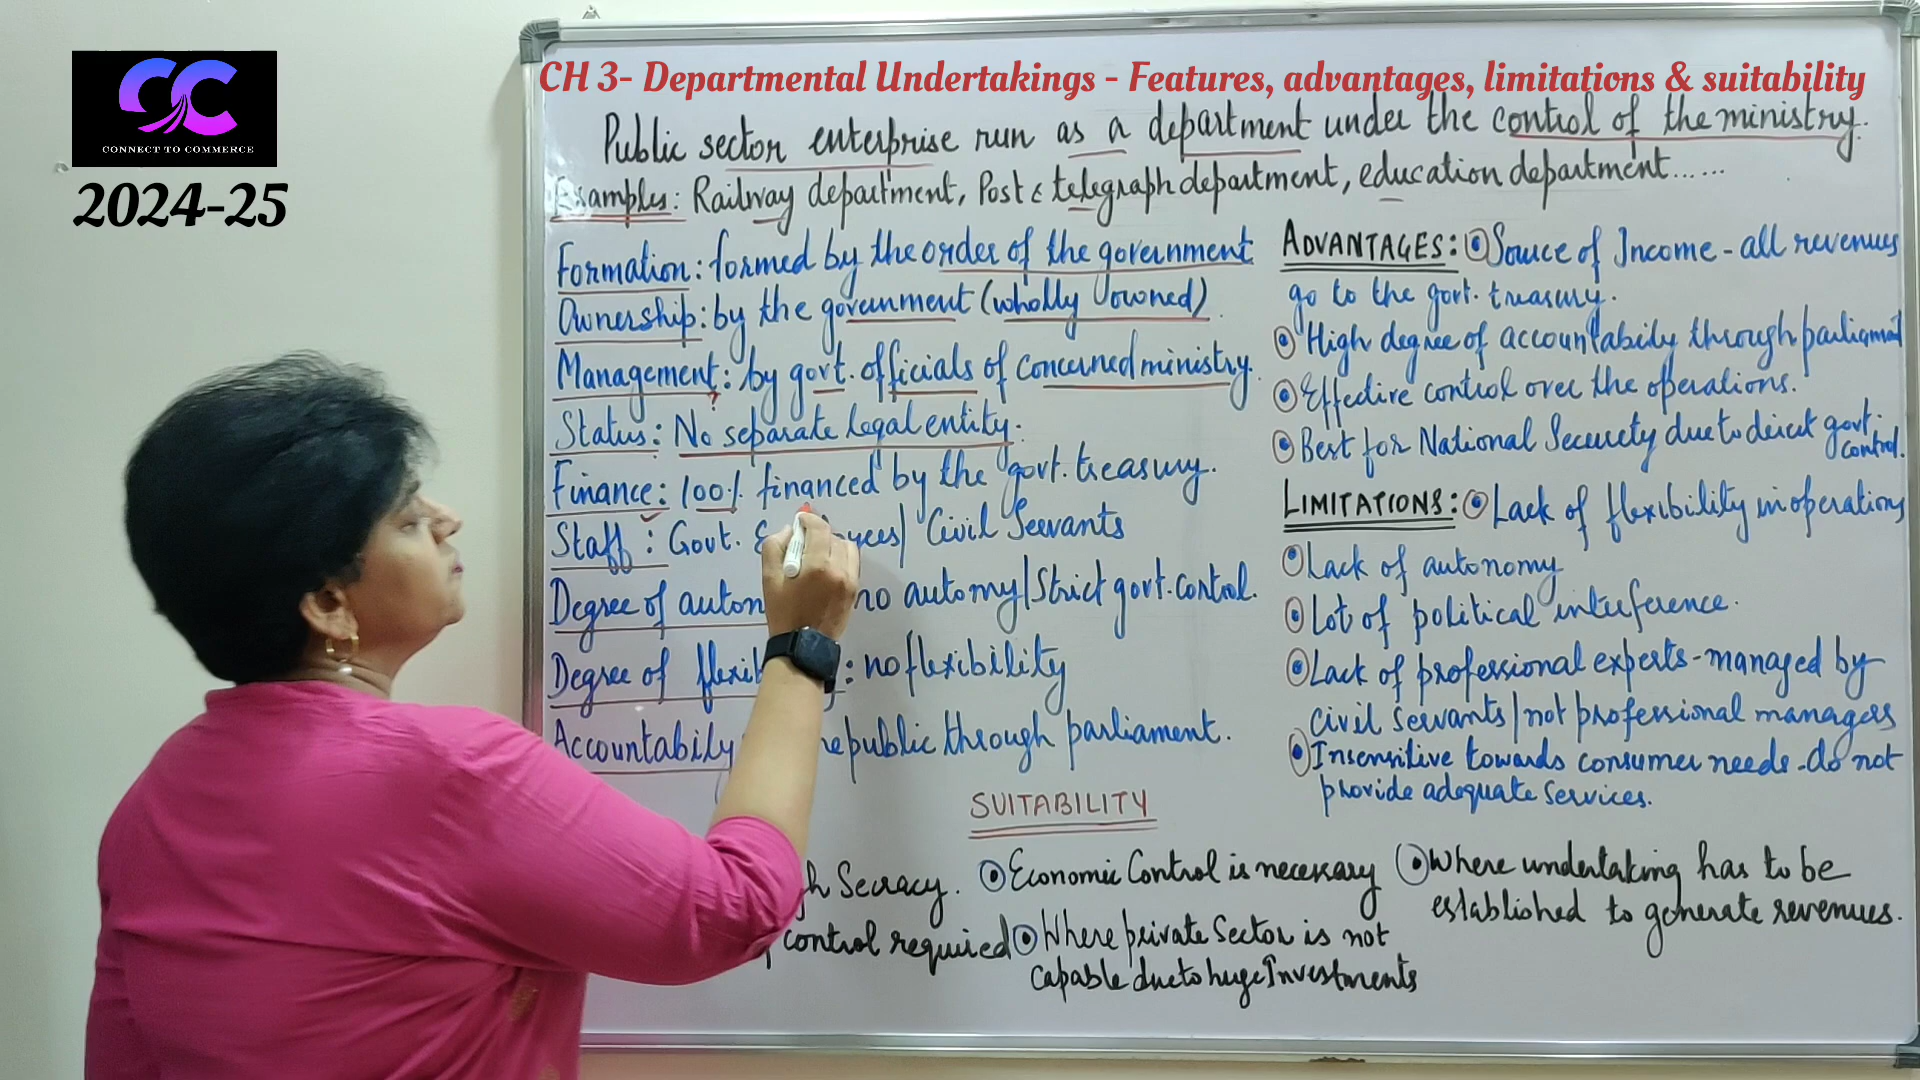 CC
CONNECT TO COMMERCE
2024-25
CH 3- Departmental Undertakings - Features, advantages, limitations & suitability
Public sector enterprise run as a department under the control of the ministry.
Examples: Railway department, Post & telegraph department, education department......
Formation: formed by the order of the government
Ownership: by the government (wholly owned).
Management: by govt. officials of concerned ministry.
Status: No separate legal entity.
Finance: 100% financed by the govt. treasury.
Staff: Govt. / Civil Servants
Degree of no automy/Strict govt. control.
Degree of : no flexibility
Accountabily public through parliament.
ADVANTAGES: Source of Income - all revenues
go to the govt. treasury.
High degree of accountabily through parliament
Effective control over the operations.
Best for National Security due to direct govt.
control.
LIMITATIONS: Lack of flexibility in operations
Lack of autonomy
Lot of political interference.
Lack of professional experts - managed by
civil servants/not professional managers
Insensitive towards consumer needs - do not
provide adequate services.
SUITABILITY
Secracy.
control required
Economic Control is necessary
Where private Sector is not
capable due to huge Investments
Where undertaking has to be
established to generate revenues.